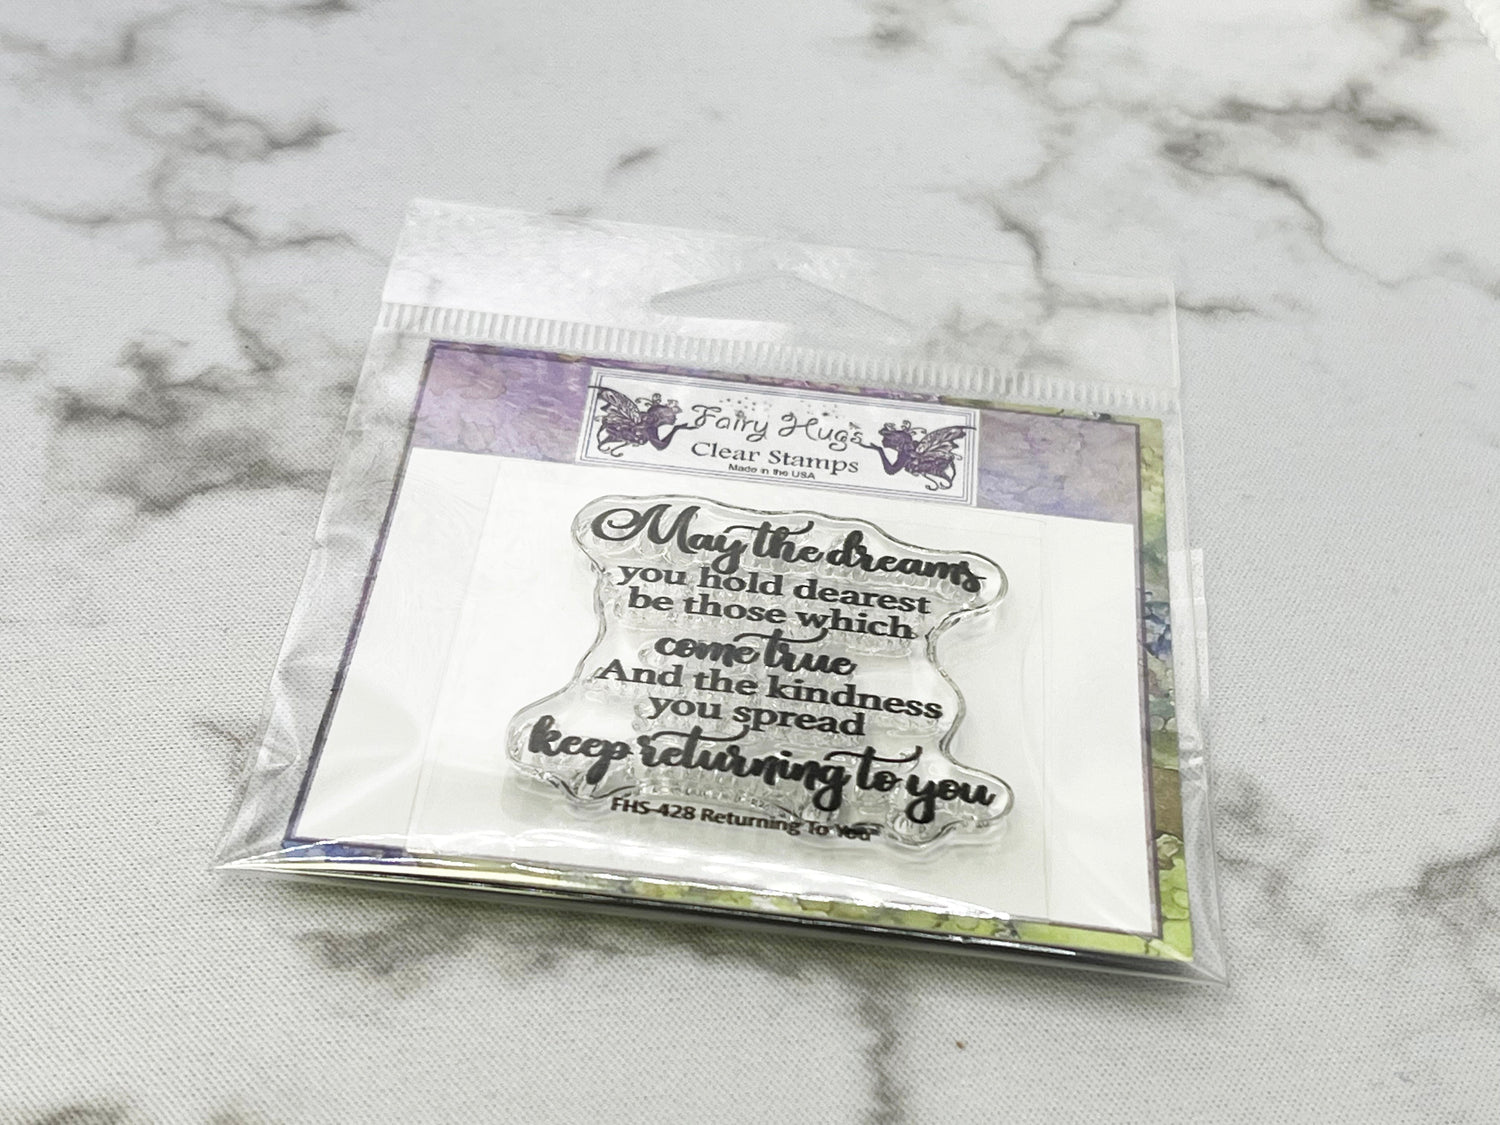 Fairy Hugs
Clear Stamps
Made in the USA
May the dreams
you hold dearest
be those which
come true
And the kindness
you spread
keep returning to you
FHS-428 Returning To You